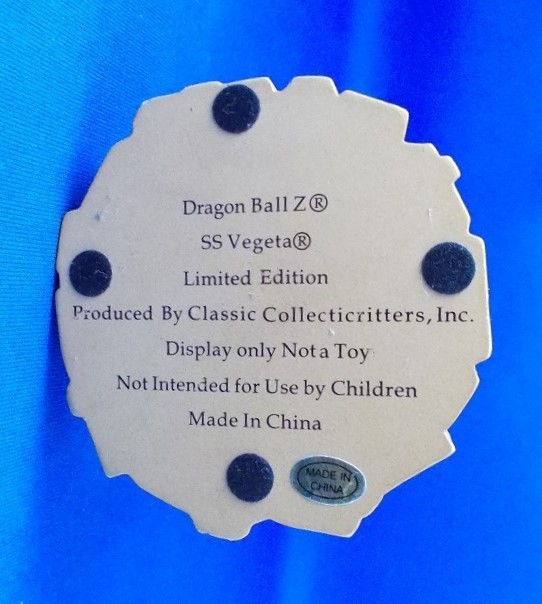 Dragon Ball Z®
SS Vegeta®
Limited Edition
Produced By Classic Collecticritters, Inc.
Display only Not a Toy
Not Intended for Use by Children
Made In China
MADE IN
CHINA